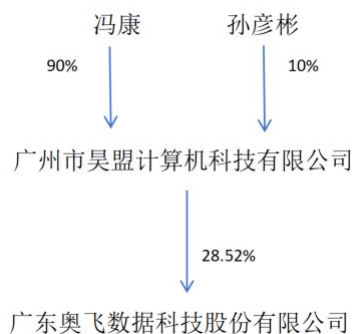 冯康 孙彦彬
90% 10%
广州市昊盟计算机科技有限公司
28.52%
广东奥飞数据科技股份有限公司